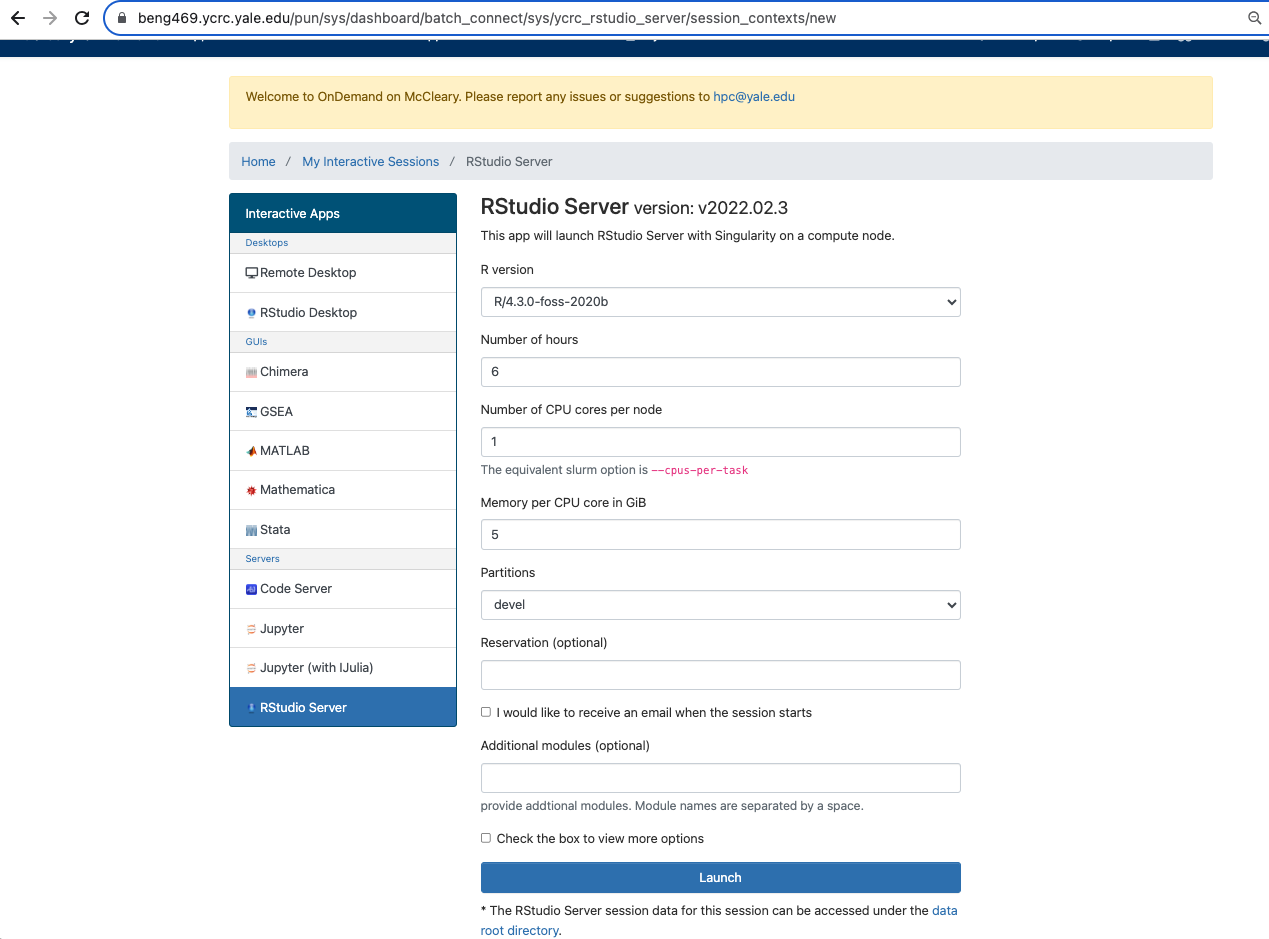 beng469.ycrc.yale.edu/pun/sys/dashboard/batch_connect/sys/ycrc_rstudio_server/session_contexts/new
Welcome to OnDemand on McCleary. Please report any issues or suggestions to hpc@yale.edu
Home / My Interactive Sessions / RStudio Server
Interactive Apps
Desktops
Remote Desktop
RStudio Desktop
GUIs
Chimera
GSEA
MATLAB
Mathematica
Stata
Servers
Code Server
Jupyter
Jupyter (with IJulia)
RStudio Server
RStudio Server version: v2022.02.3
This app will launch RStudio Server with Singularity on a compute node.
R version
R/4.3.0-foss-2020b
Number of hours
6
Number of CPU cores per node
1
The equivalent slurm option is --cpus-per-task
Memory per CPU core in GiB
5
Partitions
devel
Reservation (optional)
I would like to receive an email when the session starts
Additional modules (optional)
provide addtional modules. Module names are separated by a space.
Check the box to view more options
Launch
* The RStudio Server session data for this session can be accessed under the data
root directory.